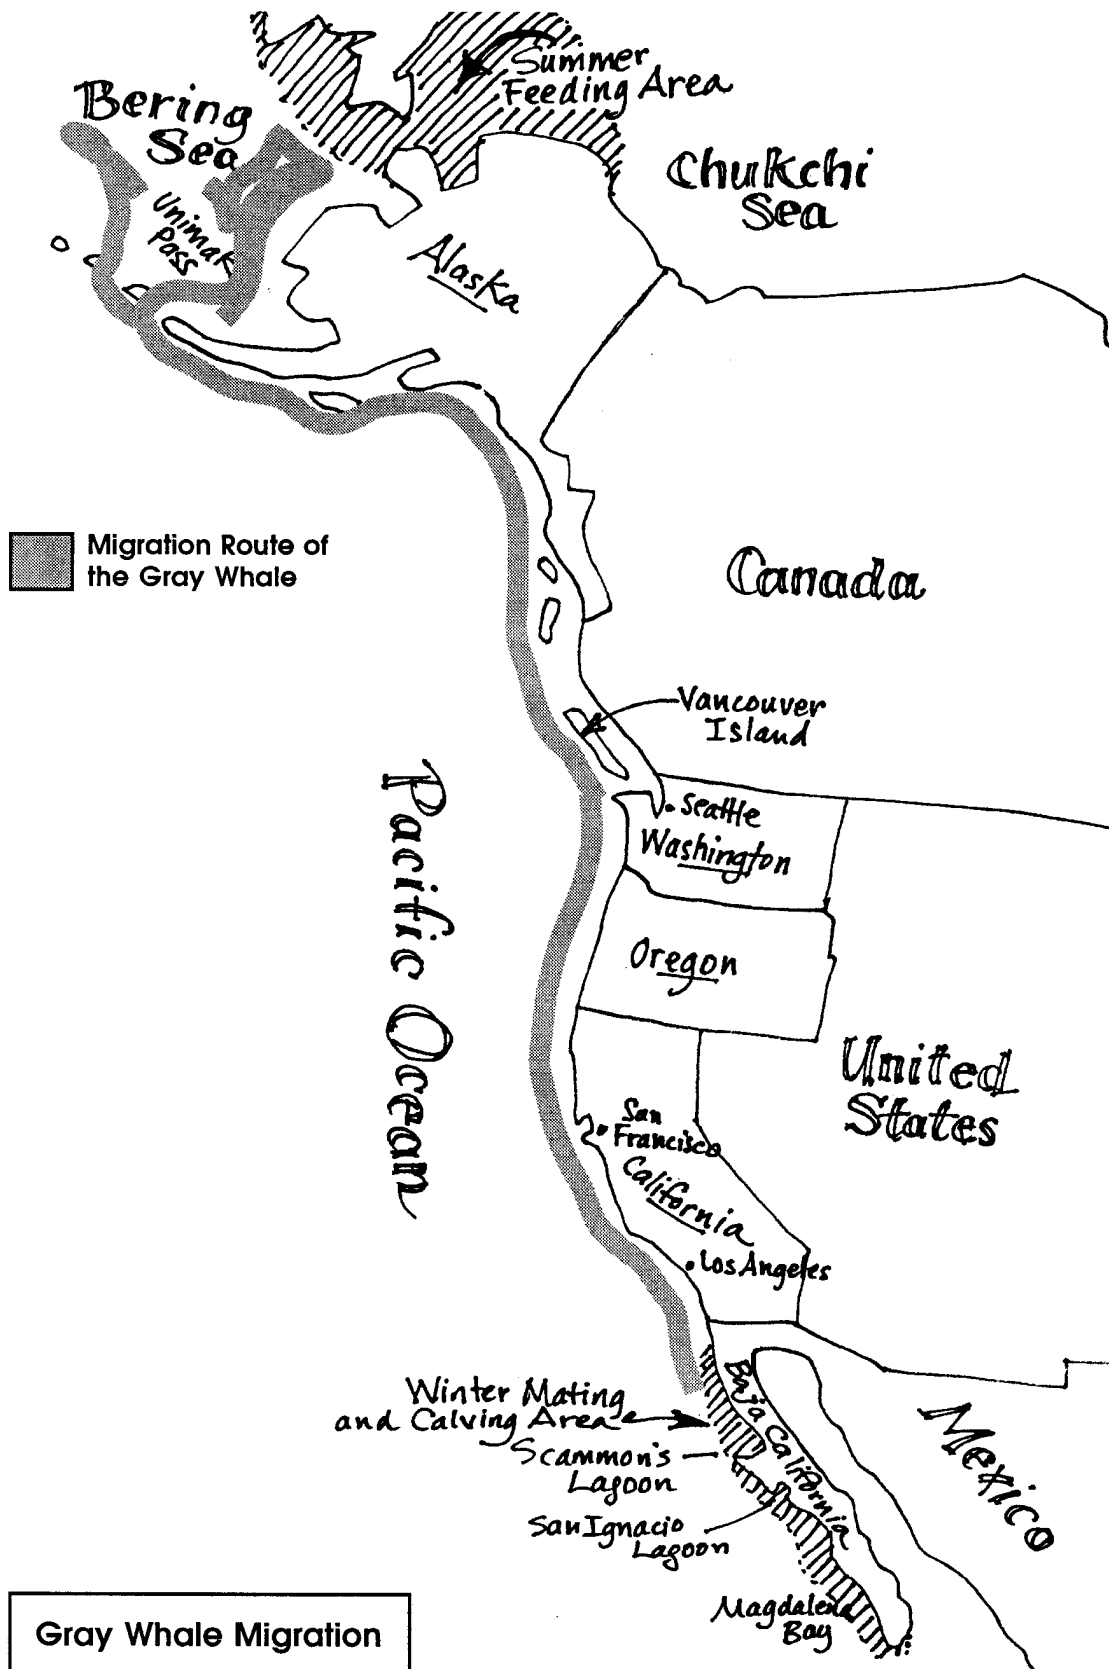 Summer
Feeding Area
Bering
Sea
Chukchi
Sea
Unimak
Pass
Alaska
Migration Route of
the Gray Whale
Canada
Vancouver
Island
Seattle
Washington
Pacific Ocean
Oregon
United
States
San
Francisco
California
Los Angeles
Baja California
Winter Mating
and Calving Area
Scammon's
Lagoon
Mexico
San Ignacio
Lagoon
Magdalena
Bay
Gray Whale Migration